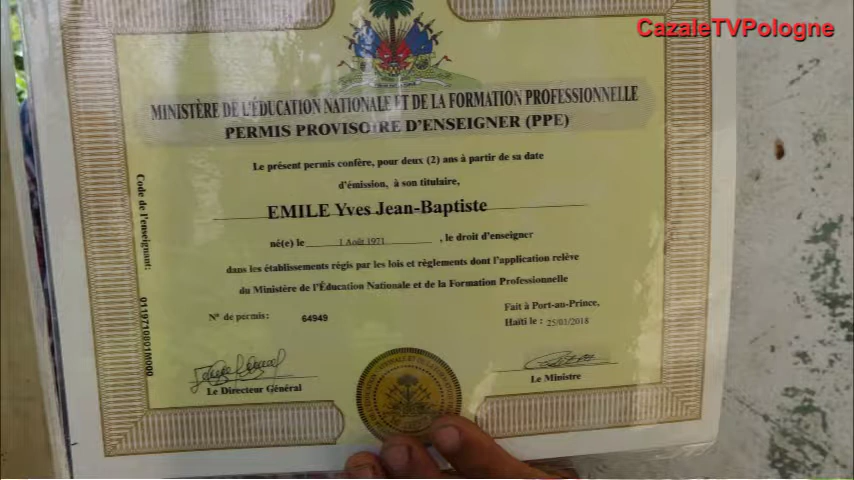 CazaleTVPologne
MINISTÈRE DE L'ÉDUCATION NATIONALE ET DE LA FORMATION PROFESSIONNELLE
PERMIS PROVISOIRE D'ENSEIGNER (PPE)
Le présent permis confère, pour deux (2) ans à partir de sa date
d'émission, à son titulaire,
EMILE Yves Jean-Baptiste
né(e) le 1 Août 1971 , le droit d'enseigner
dans les établissements régis par les lois et règlements dont l'application relève
du Ministère de l'Éducation Nationale et de la Formation Professionnelle
N° de permis: 64949
Fait à Port-au-Prince,
Haïti le : 25/01/2018
Le Directeur Général
Le Ministre
Code de l'enseignant: 0119710801M000